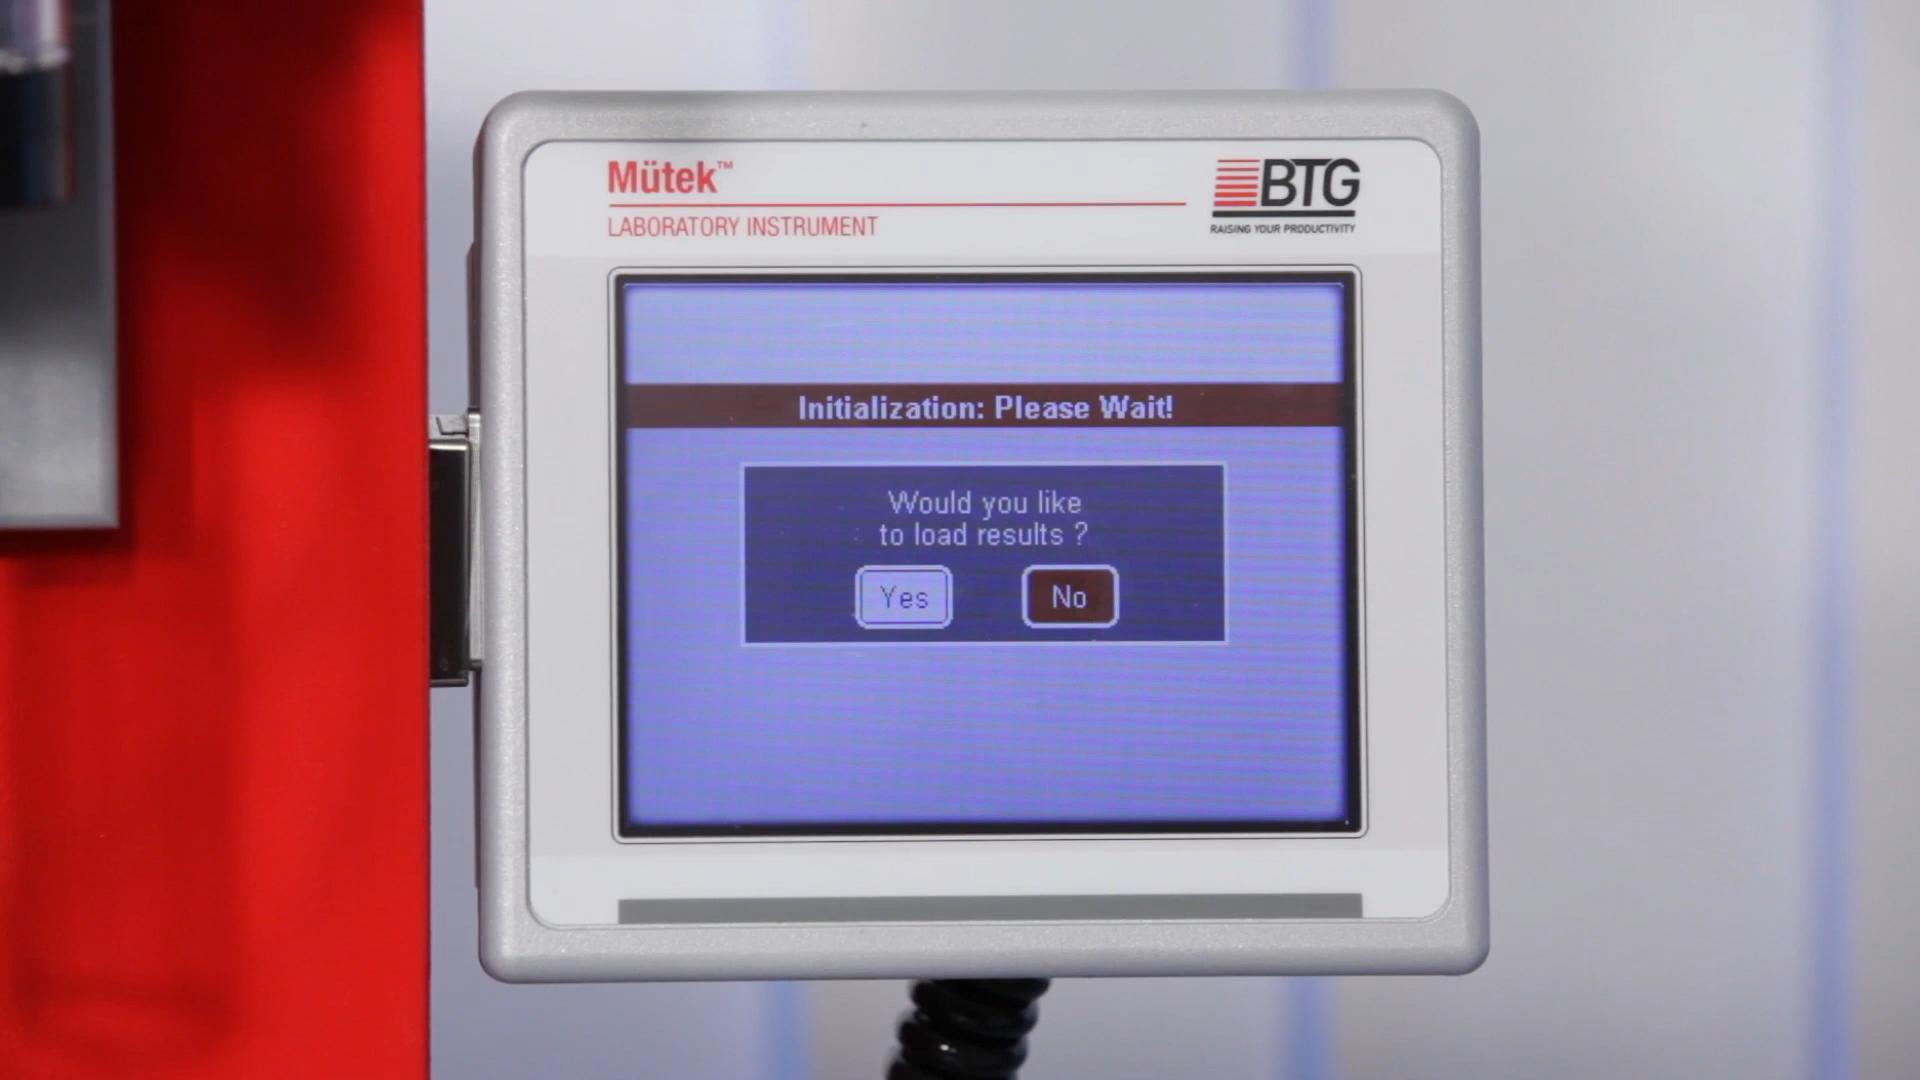 Mütek™
LABORATORY INSTRUMENT
BTG
RAISING YOUR PRODUCTIVITY
Initialization: Please Wait!
Would you like
to load results ?
Yes
No